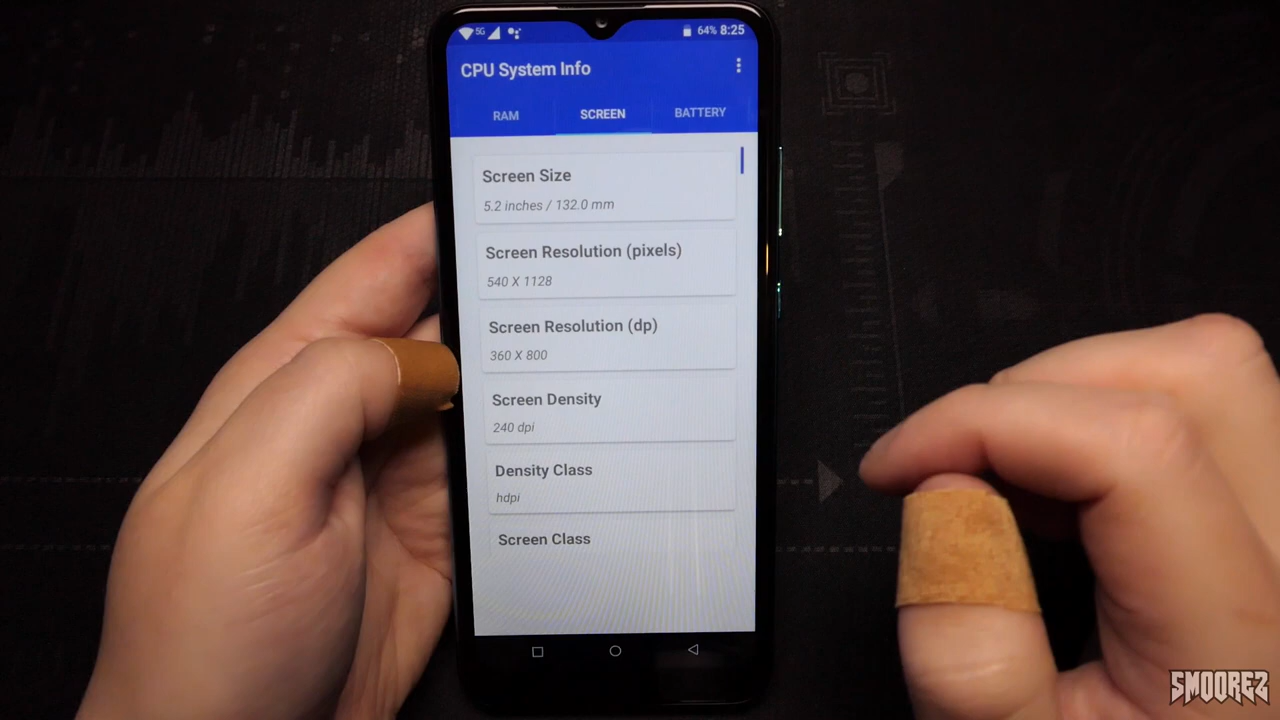 5G 64% 8:25
CPU System Info
RAM SCREEN BATTERY
Screen Size
5.2 inches / 132.0 mm
Screen Resolution (pixels)
540 X 1128
Screen Resolution (dp)
360 X 800
Screen Density
240 dpi
Density Class
hdpi
Screen Class
SMOOREZ